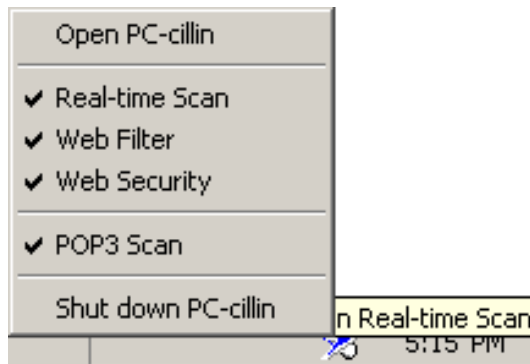 Open PC-cillin
Real-time Scan
Web Filter
Web Security
POP3 Scan
Shut down PC-cillin
n Real-time Scan
5:15 PM